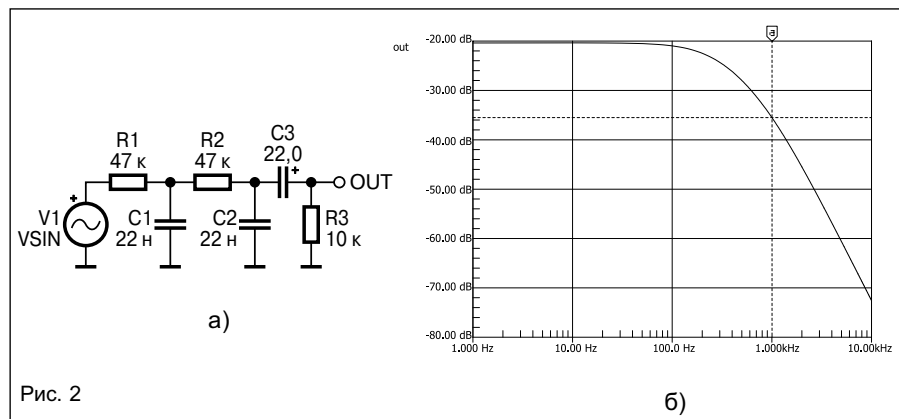 R1
47 к
R2
47 к
C3
22,0
+
OUT
+
V1
VSIN
C1
22 н
C2
22 н
R3
10 к
а)
out
a
-20.00 dB
-30.00 dB
-40.00 dB
-50.00 dB
-60.00 dB
-70.00 dB
-80.00 dB
1.000 Hz
10.00 Hz
100.0 Hz
1.000kHz
10.00kHz
б)
Рис. 2